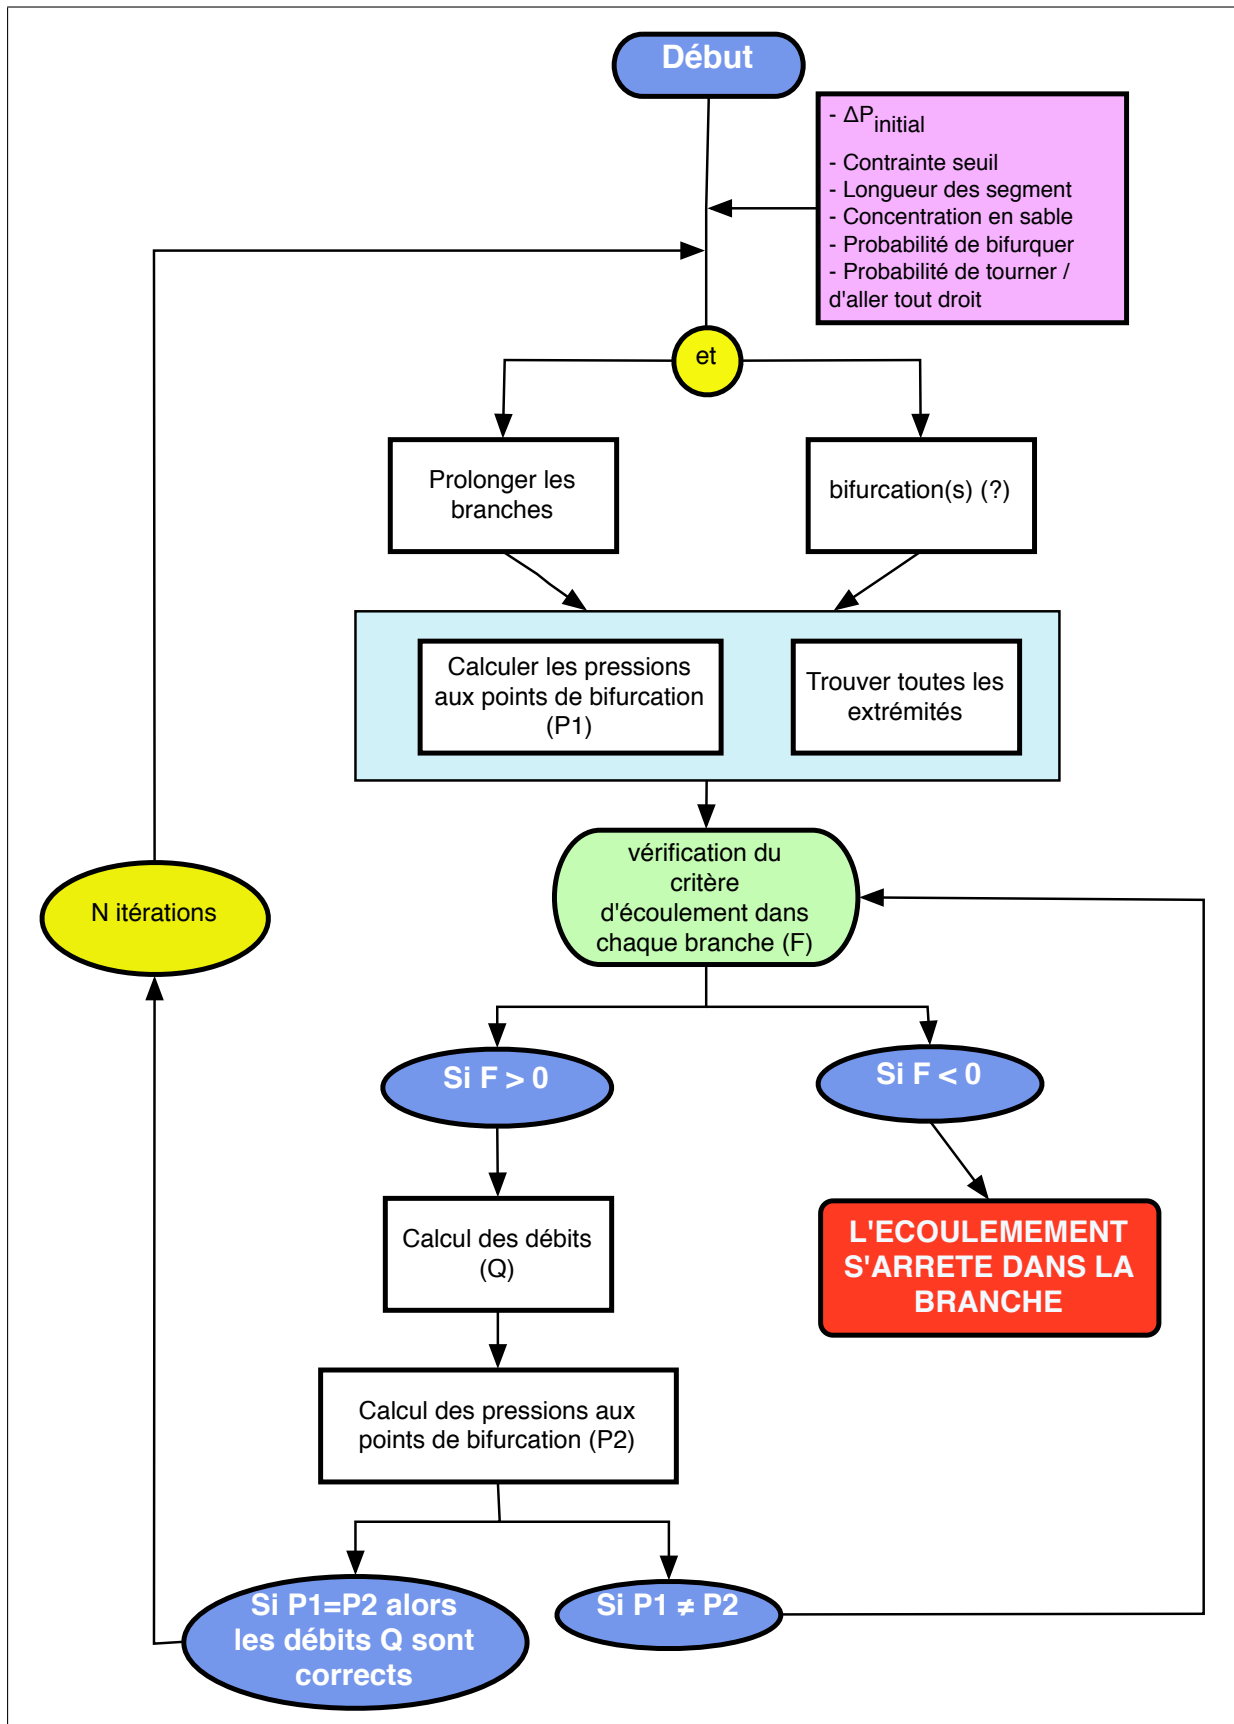 Début
- ΔPinitial
- Contrainte seuil
- Longueur des segment
- Concentration en sable
- Probabilité de bifurquer
- Probabilité de tourner /
d'aller tout droit
et
Prolonger les
branches
bifurcation(s) (?)
Calculer les pressions
aux points de bifurcation
(P1)
Trouver toutes les
extrémités
vérification du
critère
d'écoulement dans
chaque branche (F)
N itérations
Si F > 0
Si F < 0
Calcul des débits
(Q)
L'ECOULEMEMENT
S'ARRETE DANS LA
BRANCHE
Calcul des pressions aux
points de bifurcation (P2)
Si P1=P2 alors
les débits Q sont
corrects
Si P1 ≠ P2